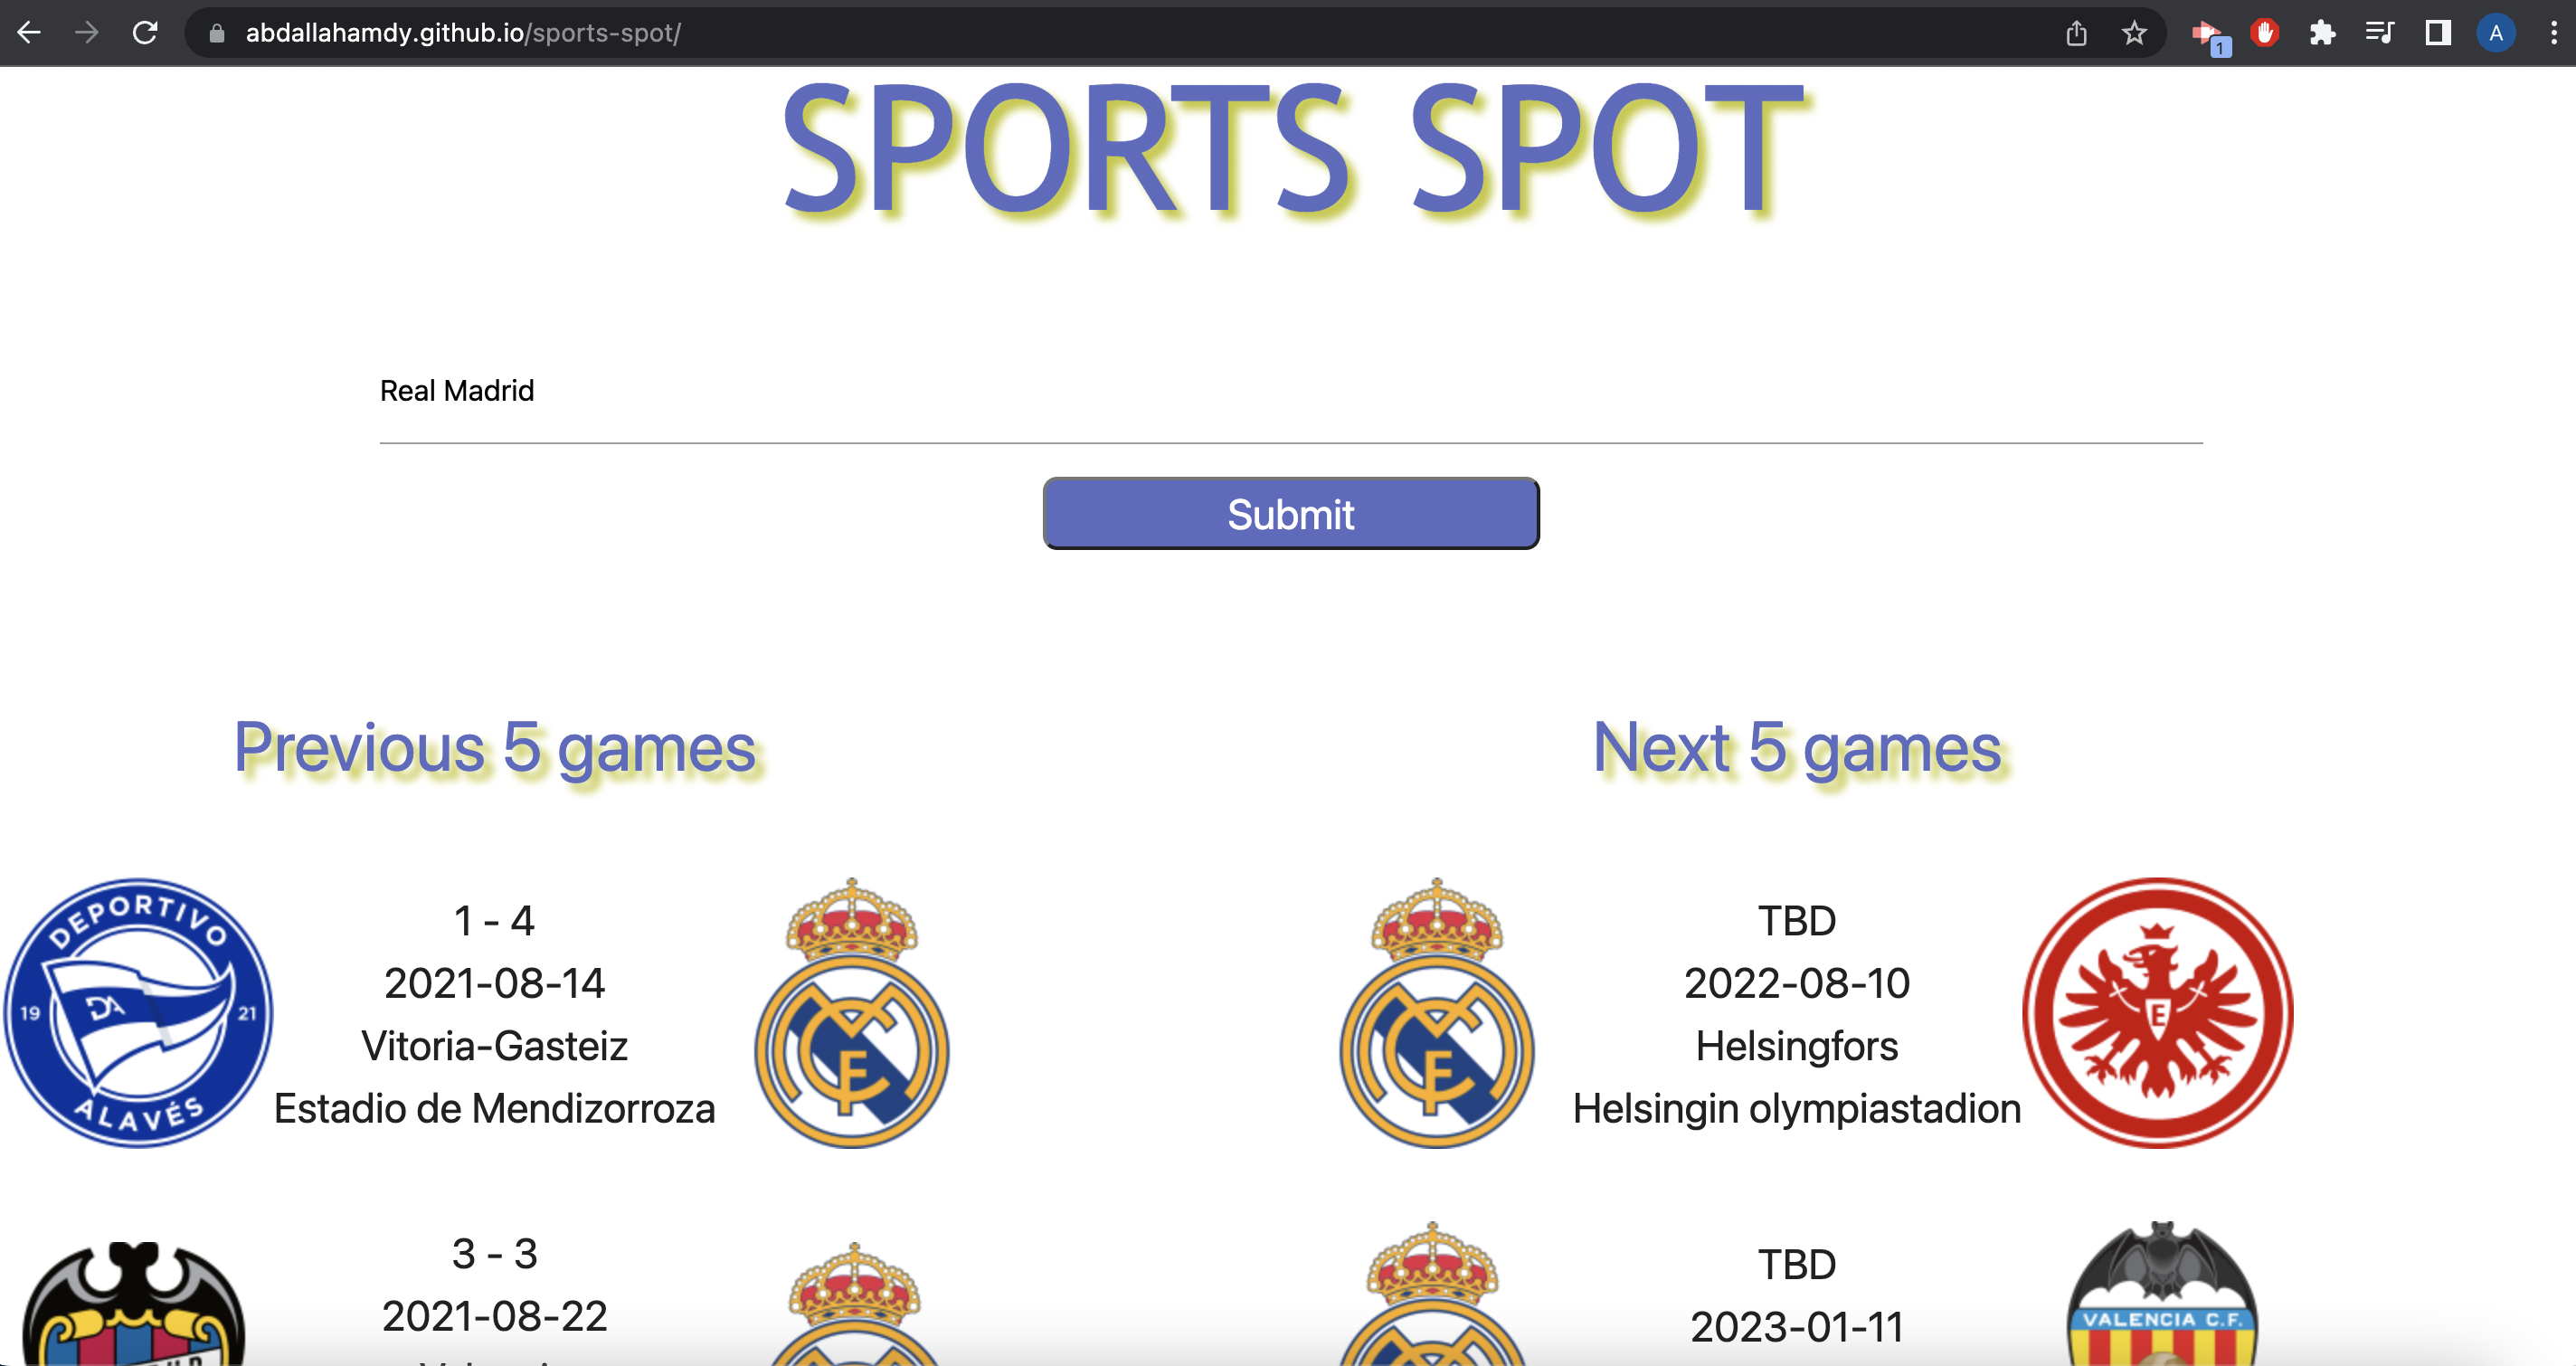 abdallahamdy.github.io/sports-spot/
1
A
SPORTS SPOT
Real Madrid
Submit
Previous 5 games
Next 5 games
DEPORTIVO
19 DA 21
ALAVÉS
1 - 4
2021-08-14
Vitoria-Gasteiz
Estadio de Mendizorroza
TBD
2022-08-10
Helsingfors
Helsingin olympiastadion
E
3 - 3
2021-08-22
TBD
2023-01-11
VALENCIA C.F.